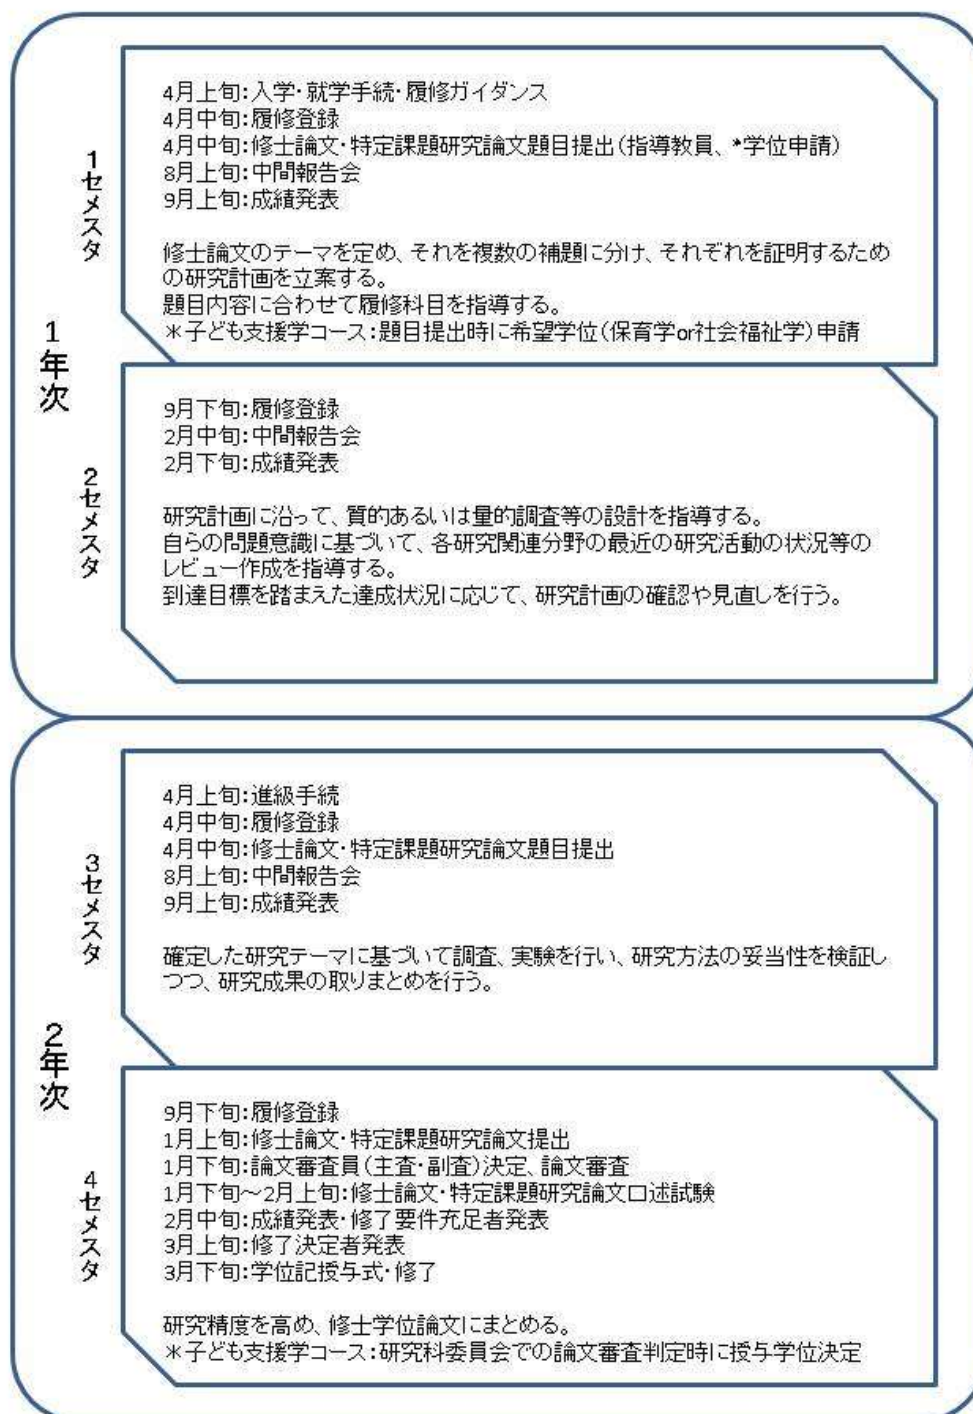 1年次
1セメスタ
4月上旬:入学・就学手続・履修ガイダンス
4月中旬:履修登録
4月中旬:修士論文・特定課題研究論文題目提出(指導教員、*学位申請)
8月上旬:中間報告会
9月上旬:成績発表
修士論文のテーマを定め、それを複数の補題に分け、それぞれを証明するため
の研究計画を立案する。
題目内容に合わせて履修科目を指導する。
＊子ども支援学コース:題目提出時に希望学位(保育学or社会福祉学)申請
2セメスタ
9月下旬:履修登録
2月中旬:中間報告会
2月下旬:成績発表
研究計画に沿って、質的あるいは量的調査等の設計を指導する。
自らの問題意識に基づいて、各研究関連分野の最近の研究活動の状況等の
レビュー作成を指導する。
到達目標を踏まえた達成状況に応じて、研究計画の確認や見直しを行う。
2年次
3セメスタ
4月上旬:進級手続
4月中旬:履修登録
4月中旬:修士論文・特定課題研究論文題目提出
8月上旬:中間報告会
9月上旬:成績発表
確定した研究テーマに基づいて調査、実験を行い、研究方法の妥当性を検証し
つつ、研究成果の取りまとめを行う。
4セメスタ
9月下旬:履修登録
1月上旬:修士論文・特定課題研究論文提出
1月下旬:論文審査員(主査・副査)決定、論文審査
1月下旬～2月上旬:修士論文・特定課題研究論文口述試験
2月中旬:成績発表・修了要件充足者発表
3月上旬:修了決定者発表
3月下旬:学位記授与式・修了
研究精度を高め、修士学位論文にまとめる。
＊子ども支援学コース:研究科委員会での論文審査判定時に授与学位決定